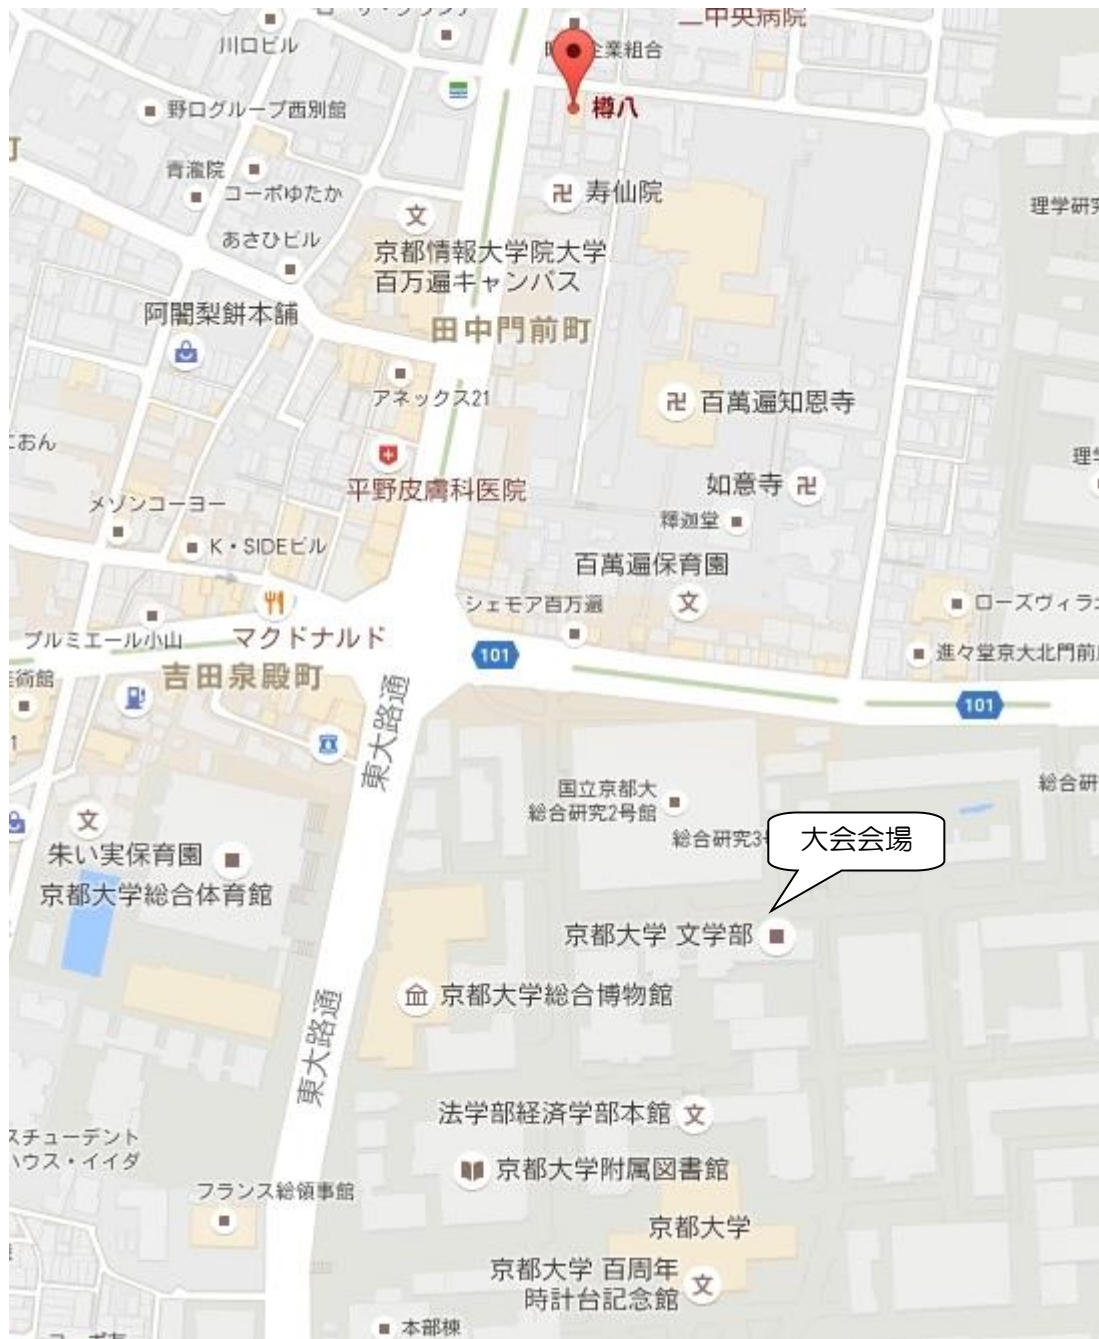 二中央病院
川口ビル
企業組合
野口グループ西別館
樽八
青瀧院
コーポゆたか
寿仙院
理学研究
あさひビル
京都情報大学院大学
百万遍キャンパス
阿闍梨餅本舗
田中門前町
アネックス21
百萬遍知恩寺
におん
平野皮膚科医院
如意寺
メゾンコーヨー
釋迦堂
K・SIDEビル
百萬遍保育園
シェモア百万遍
ローズヴィラ
プルミエール小山
マクドナルド
101
進々堂京大北門前
吉田泉殿町
101
東大路通
国立京都大
総合研究2号館
総合研
総合研究3
大会会場
朱い実保育園
京都大学総合体育館
京都大学 文学部
京都大学総合博物館
東大路通
法学部経済学部本館
スチューデント
ハウス・イイダ
京都大学附属図書館
フランス総領事館
京都大学
京都大学 百周年
時計台記念館
本部棟